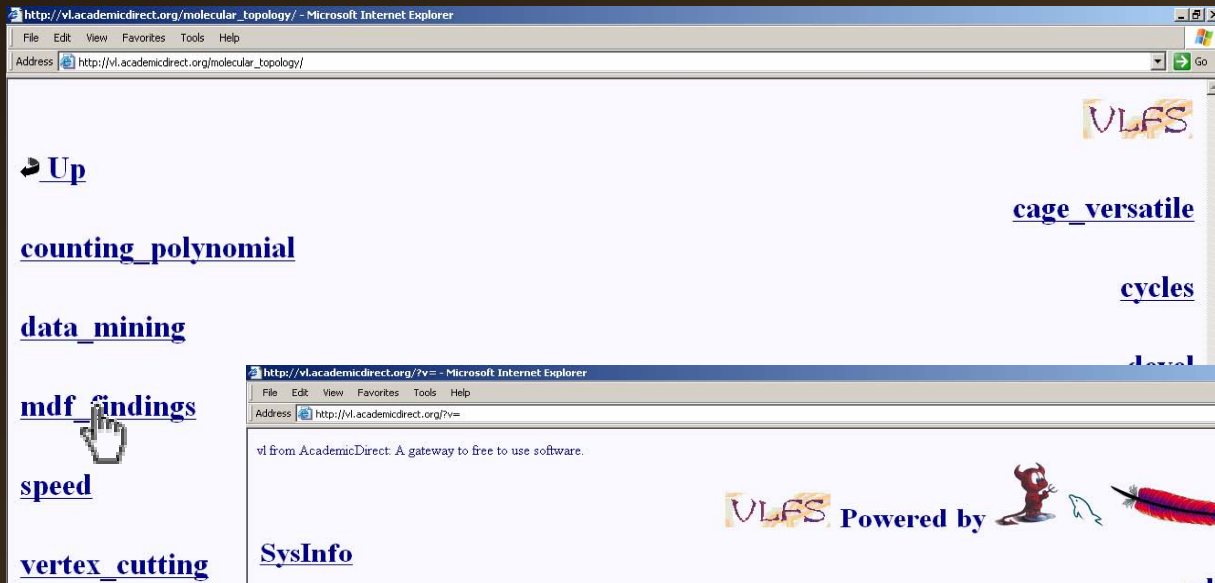 http://vl.academicdirect.org/molecular_topology/ - Microsoft Internet Explorer
File Edit View Favorites Tools Help
Address http://vl.academicdirect.org/molecular_topology/ Go
VLFS
Up
cage_versatile
counting_polynomial
cycles
data_mining
devel
mdf_findings
speed
vertex_cutting
http://vl.academicdirect.org/?v= - Microsoft Internet Explorer
File Edit View Favorites Tools Help
Address http://vl.academicdirect.org/?v=
vl from AcademicDirect: A gateway to free to use software.
VLFS Powered by
SysInfo